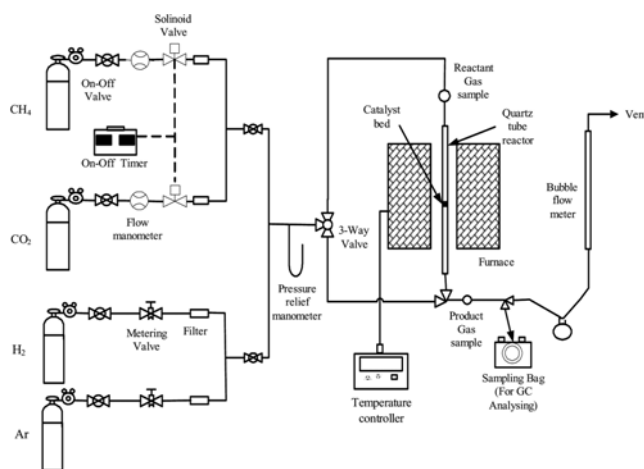 Solinoid
Valve
CH4
On-Off
Valve
On-Off Timer
CO2
Flow
manometer
H2
Metering
Valve
Filter
Ar
Pressure
relief
manometer
3-Way
Valve
Reactant
Gas
sample
Catalyst
bed
Quartz
tube
reactor
Furnace
Temperature
controller
Product
Gas
sample
Sampling Bag
(For GC
Analysing)
Bubble
flow
meter
Ven